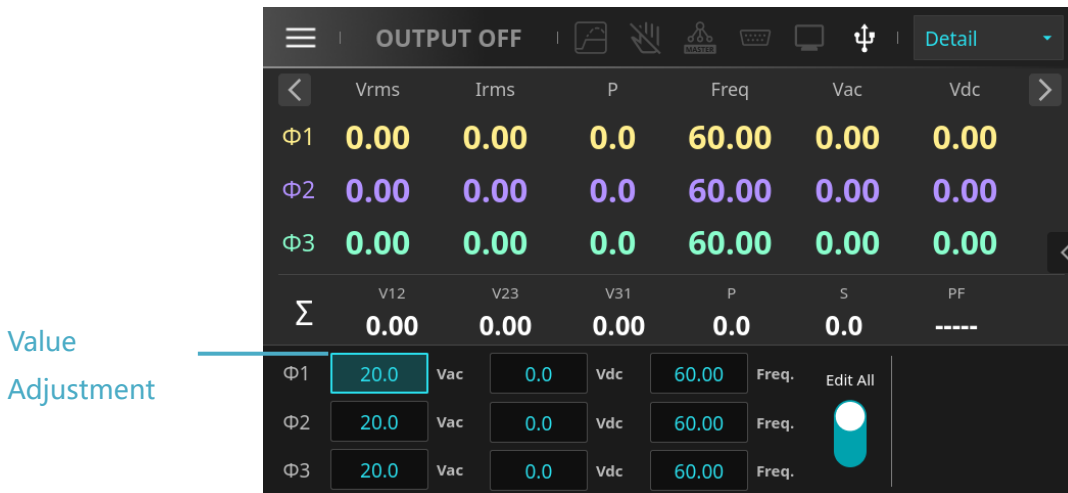 OUTPUT OFF MASTER Detail
Vrms Irms P Freq Vac Vdc
Φ1 0.00 0.00 0.0 60.00 0.00 0.00
Φ2 0.00 0.00 0.0 60.00 0.00 0.00
Φ3 0.00 0.00 0.0 60.00 0.00 0.00
V12 V23 V31 P S PF
Σ 0.00 0.00 0.00 0.0 0.0 -----
Value
Adjustment
Φ1 20.0 Vac 0.0 Vdc 60.00 Freq. Edit All
Φ2 20.0 Vac 0.0 Vdc 60.00 Freq.
Φ3 20.0 Vac 0.0 Vdc 60.00 Freq.